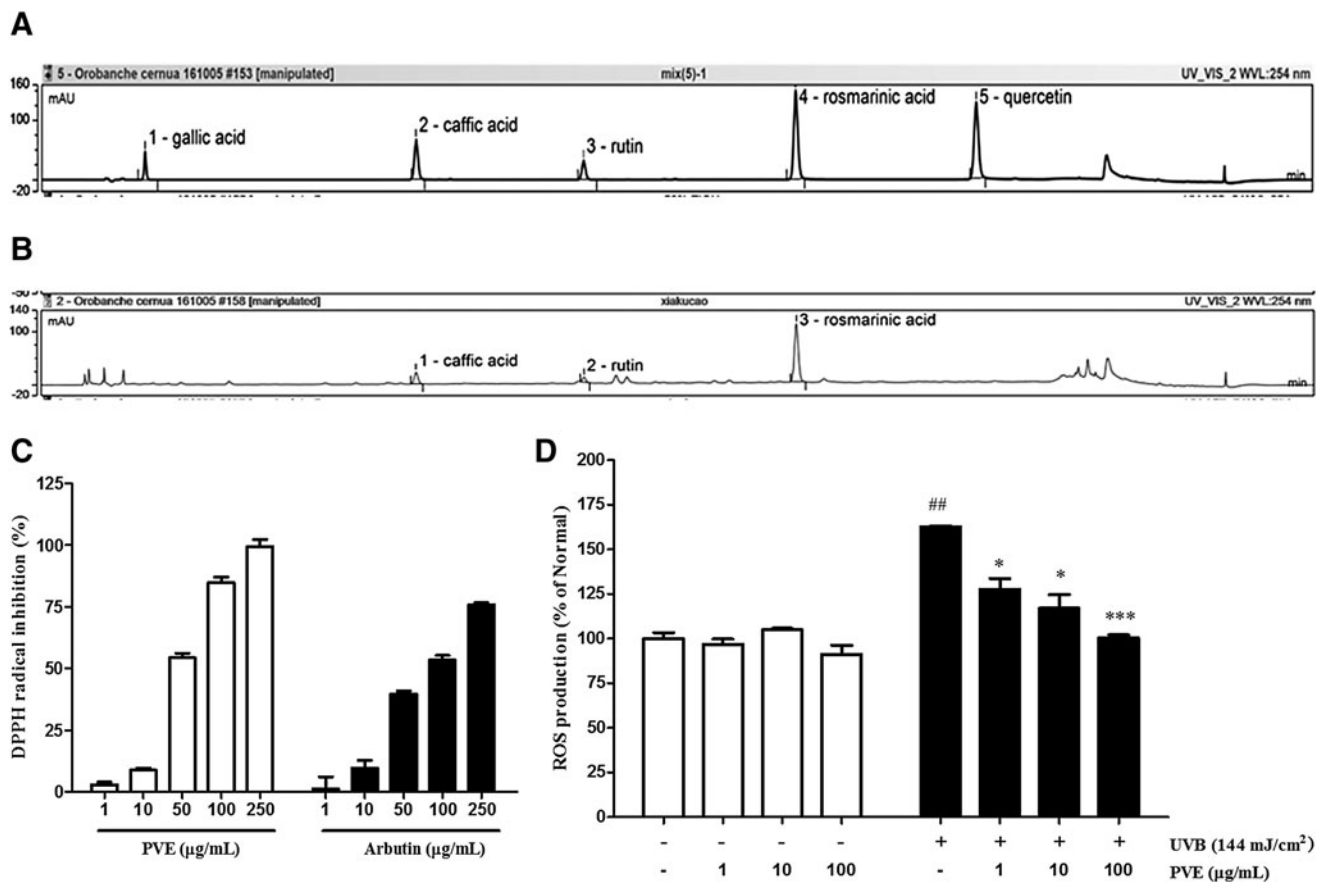 A
5 - Orobanche cernua 161005 #153 [manipulated] mix(5)-1 UV_VIS_2 WVL:254 nm
160
mAU
100
-20
1 - gallic acid
2 - caffic acid
3 - rutin
4 - rosmarinic acid
5 - quercetin
min
B
2 - Orobanche cernua 161005 #158 [manipulated] xiakucao UV_VIS_2 WVL:254 nm
140
mAU
100
-20
1 - caffic acid
2 - rutin
3 - rosmarinic acid
min
C
DPPH radical inhibition (%)
125
100
75
50
25
0
1 10 50 100 250 1 10 50 100 250
PVE (µg/mL) Arbutin (µg/mL)
D
ROS production (% of Normal)
200
175
150
125
100
75
50
25
0
##
*
*
***
- - - - + + + + UVB (144 mJ/cm²)
- 1 10 100 - 1 10 100 PVE (µg/mL)